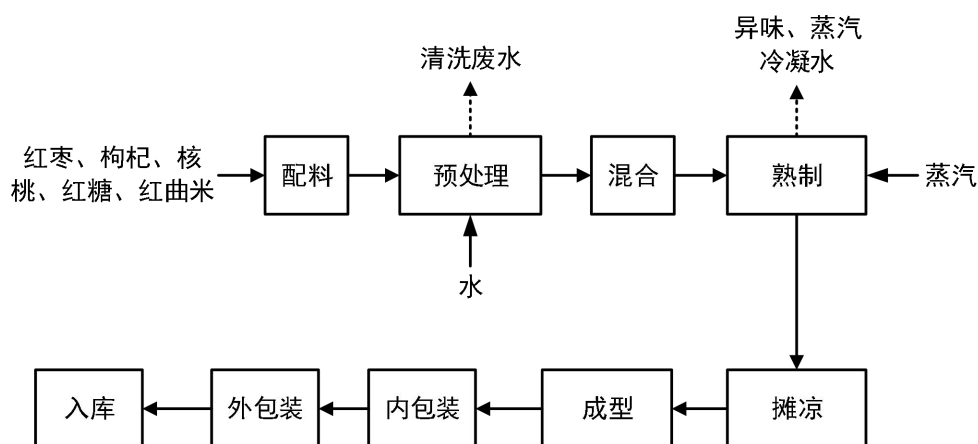 异味、蒸汽
冷凝水
清洗废水
红枣、枸杞、核
桃、红糖、红曲米
配料
预处理
混合
熟制
蒸汽
水
入库
外包装
内包装
成型
摊凉